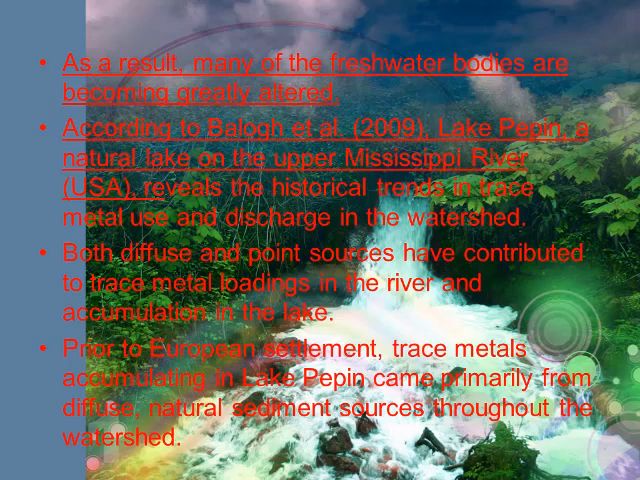 • As a result, many of the freshwater bodies are
becoming greatly altered.
• According to Balogh et al. (2009), Lake Pepin, a
natural lake on the upper Mississippi River
(USA), reveals the historical trends in trace
metal use and discharge in the watershed.
• Both diffuse and point sources have contributed
to trace metal loadings in the river and
accumulation in the lake.
• Prior to European settlement, trace metals
accumulating in Lake Pepin came primarily from
diffuse, natural sediment sources throughout the
watershed.